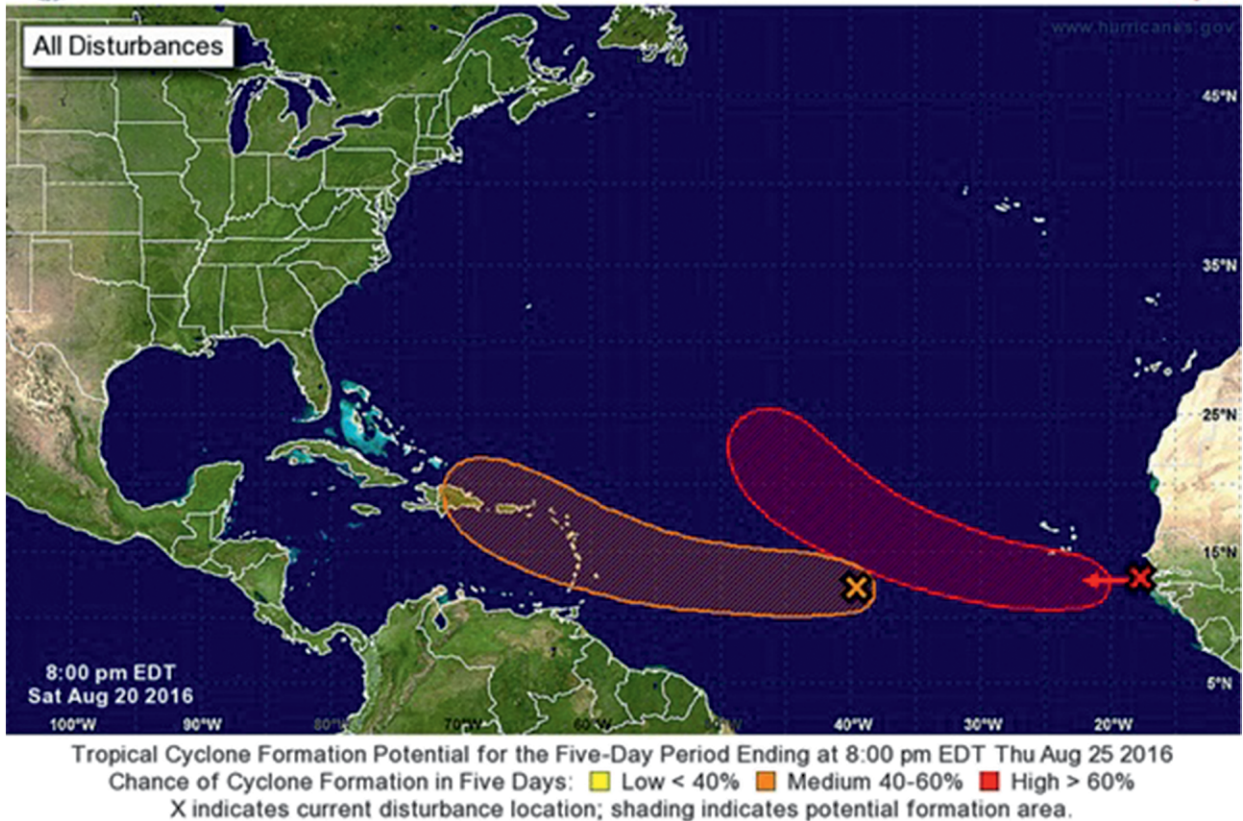 All Disturbances
www.hurricanes.gov
45°N
35°N
25°N
15°N
5°N
8:00 pm EDT
Sat Aug 20 2016
100°W 90°W 80°W 70°W 60°W 40°W 30°W 20°W
Tropical Cyclone Formation Potential for the Five-Day Period Ending at 8:00 pm EDT Thu Aug 25 2016
Chance of Cyclone Formation in Five Days: Low < 40% Medium 40-60% High > 60%
X indicates current disturbance location; shading indicates potential formation area.